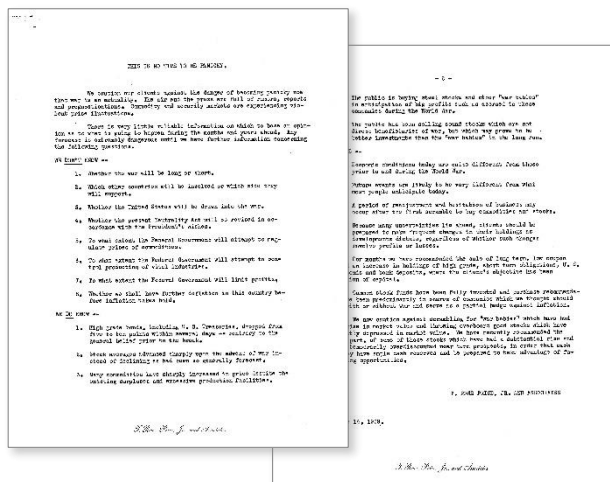 THIS IS NO TIME TO BE PANICKY.
We caution our clients against the danger of becoming panicky now
that war is an actuality. The air and the press are full of rumors, reports
and prognostications. Commodity and security markets are experiencing vio-
lent price fluctuations.
There is very little reliable information on which to base an opin-
ion as to what is going to happen during the months and years ahead. Any
forecast is extremely dangerous until we have further information concerning
the following questions.
WE DON'T KNOW --
1. Whether the war will be long or short.
2. Which other countries will be involved or which side they
will support.
3. Whether the United States will be drawn into the war.
4. Whether the present Neutrality Act will be revised in ac-
cordance with the President's wishes.
5. To what extent the Federal Government will attempt to reg-
ulate prices of commodities.
6. To what extent the Federal Government will attempt to con-
trol production of vital industries.
7. To what extent the Federal Government will limit profits.
8. Whether we shall have further inflation in this country be-
fore inflation takes hold.
WE DO KNOW --
1. High grade bonds, including U. S. Treasuries, dropped from
five to ten points within several days -- contrary to the
general belief prior to the break.
2. Stock averages advanced sharply upon the advent of war in-
stead of declining as had been so generally forecast.
3. Many commodities have sharply increased in price despite the
existing surpluses and excessive production facilities.
T. Rowe Price, Jr. and Associates
- 2 -
The public is buying steel stocks and other "war babies"
in anticipation of big profits such as accrued to these
companies during the World War.
The public has been selling sound stocks which are not
direct beneficiaries of war, but which may prove to be
better investments than the "war babies" in the long run.
Economic conditions today are quite different from those
prior to and during the World War.
Future events are likely to be very different from what
most people anticipate today.
A period of readjustment and hesitation of business may
occur after the first scramble to buy commodities and stocks.
Because many uncertainties lie ahead, clients should be
prepared to make frequent changes in their holdings as
developments dictate, regardless of whether such changes
involve profits or losses.
For months we have recommended the sale of long term, low coupon
an increase in holdings of high grade, short term obligations, U. S.
and bank deposits, where the client's objective has been
of capital.
Common stock funds have been fully invested and purchase recommenda-
been predominantly in shares of companies which we thought should
with or without war and serve as a partial hedge against inflation.
We now caution against scrambling for "war babies" which have had
rise in market value and throwing overboard good stocks which have
depressed in market value. We have recently recommended the
part, of some of those stocks which have had a substantial rise and
temporarily overdiscounted near term prospects, in order that each
may have ample cash reserves and be prepared to take advantage of fu-
opportunities.
T. ROWE PRICE, JR. AND ASSOCIATES
1939.
T. Rowe Price, Jr. and Associates